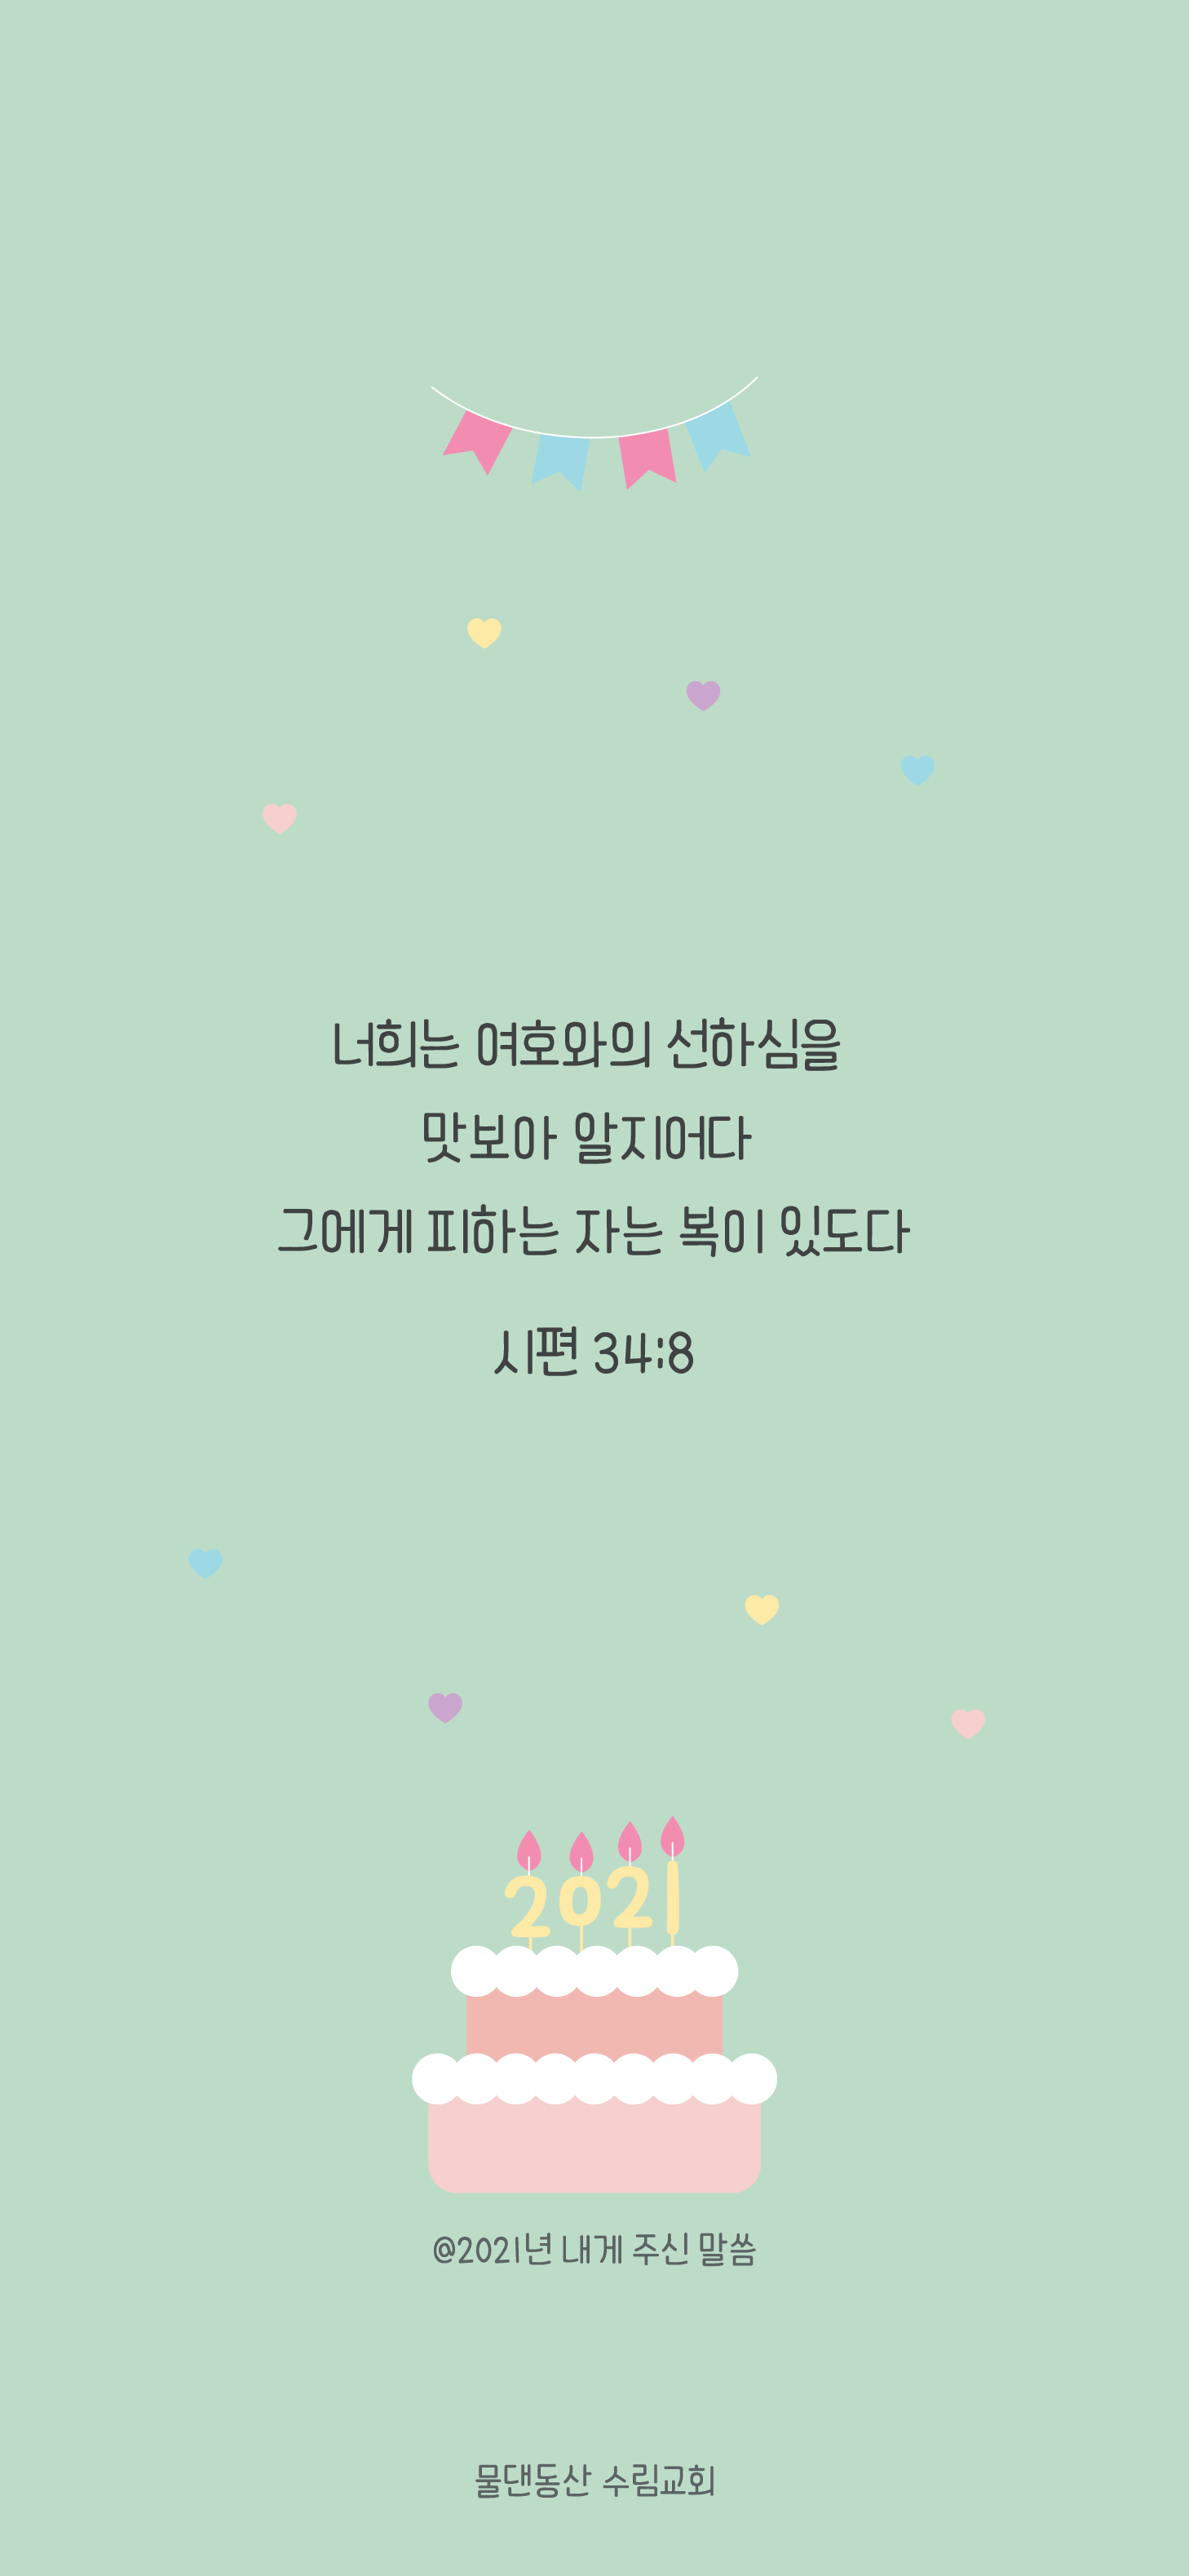 너희는 여호와의 선하심을
맛보아 알지어다
그에게 피하는 자는 복이 있도다
시편 34:8
2021
@2021년 내게 주신 말씀
물댄동산 수림교회